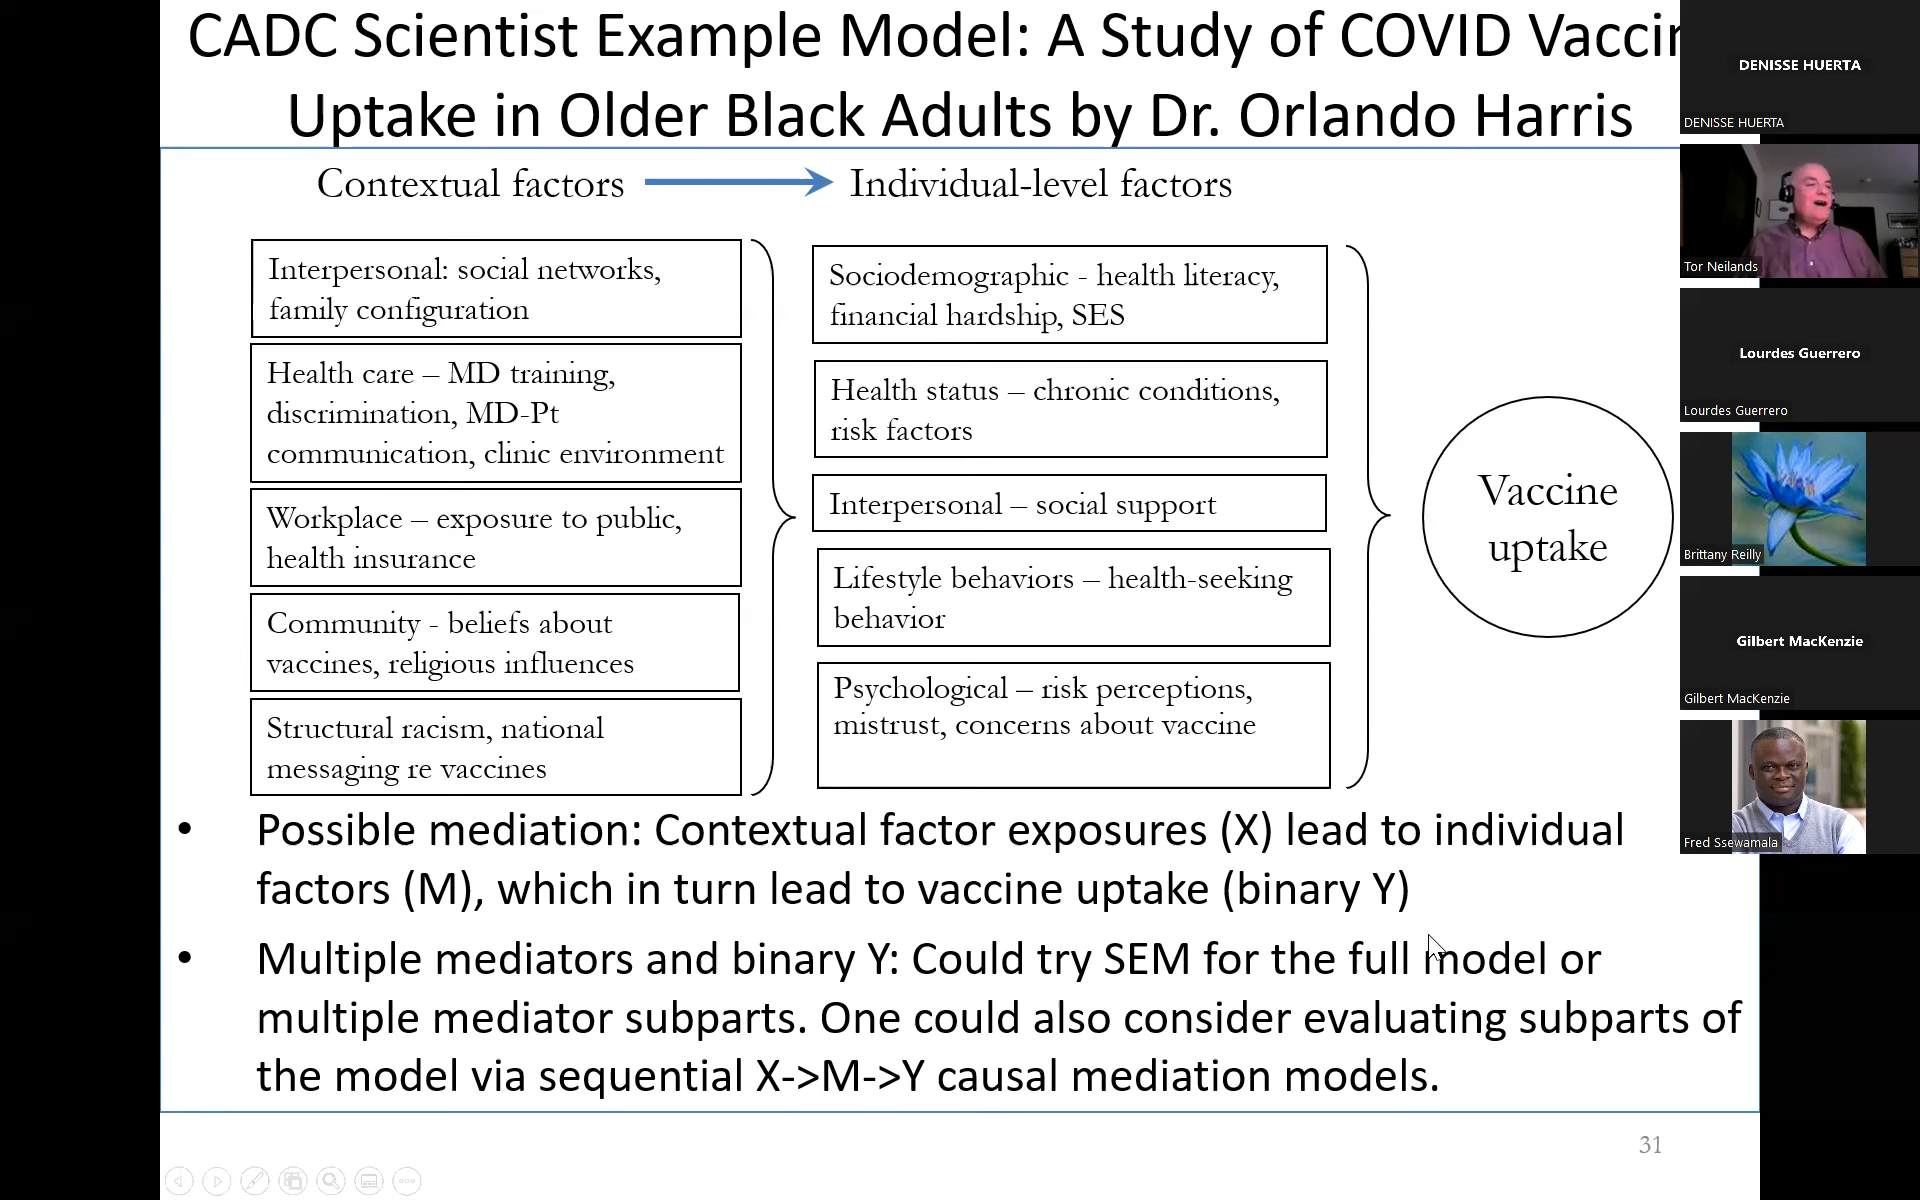 CADC Scientist Example Model: A Study of COVID
Uptake in Older Black Adults by Dr. Orlando Harris
Contextual factors
Individual-level factors
Interpersonal: social networks,
family configuration
Health care – MD training,
discrimination, MD-Pt
communication, clinic environment
Workplace – exposure to public,
health insurance
Community - beliefs about
vaccines, religious influences
Structural racism, national
messaging re vaccines
Sociodemographic - health literacy,
financial hardship, SES
Health status – chronic conditions,
risk factors
Interpersonal – social support
Lifestyle behaviors – health-seeking
behavior
Psychological – risk perceptions,
mistrust, concerns about vaccine
Vaccine
uptake
• Possible mediation: Contextual factor exposures (X) lead to individual
factors (M), which in turn lead to vaccine uptake (binary Y)
• Multiple mediators and binary Y: Could try SEM for the full model or
multiple mediator subparts. One could also consider evaluating subparts of
the model via sequential X->M->Y causal mediation models.
31
DENISSE HUERTA
DENISSE HUERTA
Tor Neilands
Lourdes Guerrero
Lourdes Guerrero
Brittany Reilly
Gilbert MacKenzie
Gilbert MacKenzie
Fred Ssewamala